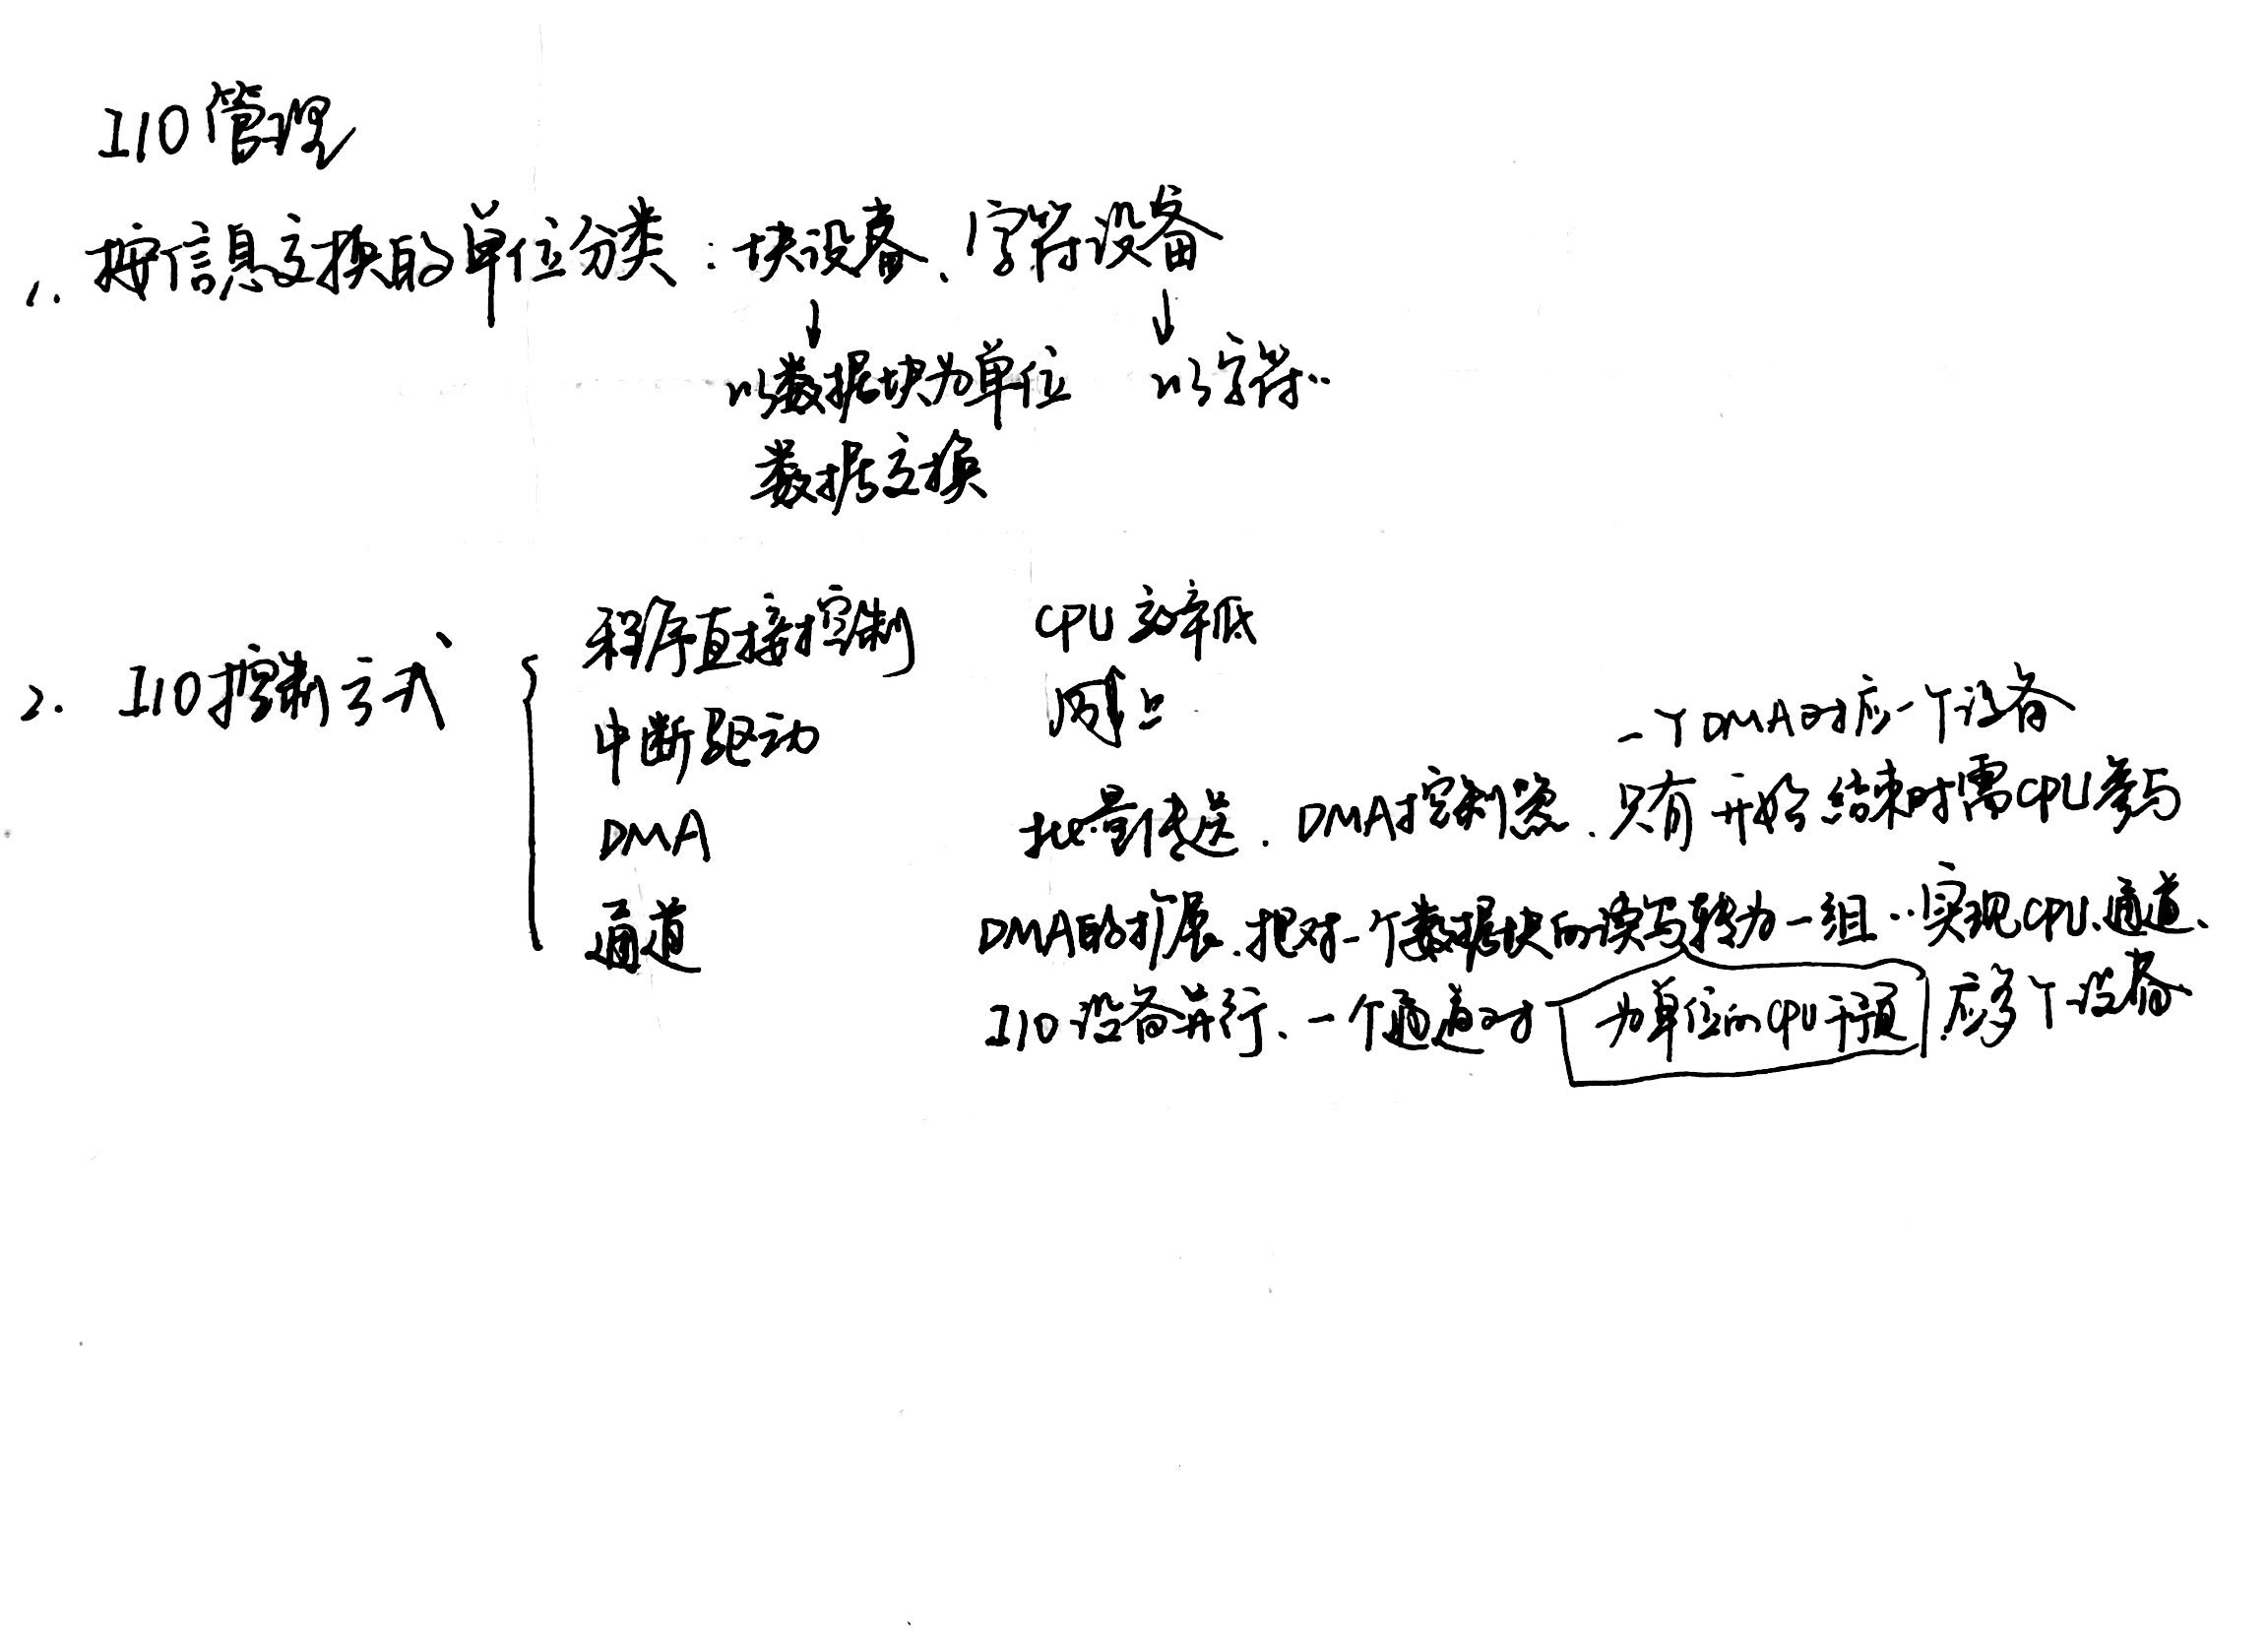 I/O管理
1. 按信息交换的单位分类：块设备、字符设备
↓ ↓
以数据块为单位 以字符..
数据交换
2. I/O控制方式
程序直接控制 CPU效率低
中断驱动 同上
一个DMA对应一个设备
DMA 批量传送．DMA控制器．只有开始结束时需CPU参与
通道 DMA的扩展．把对一个数据块的读写转为一组‥实现CPU、通道、
I/O设备并行、一个通道对应多个设备
为单位的CPU干预